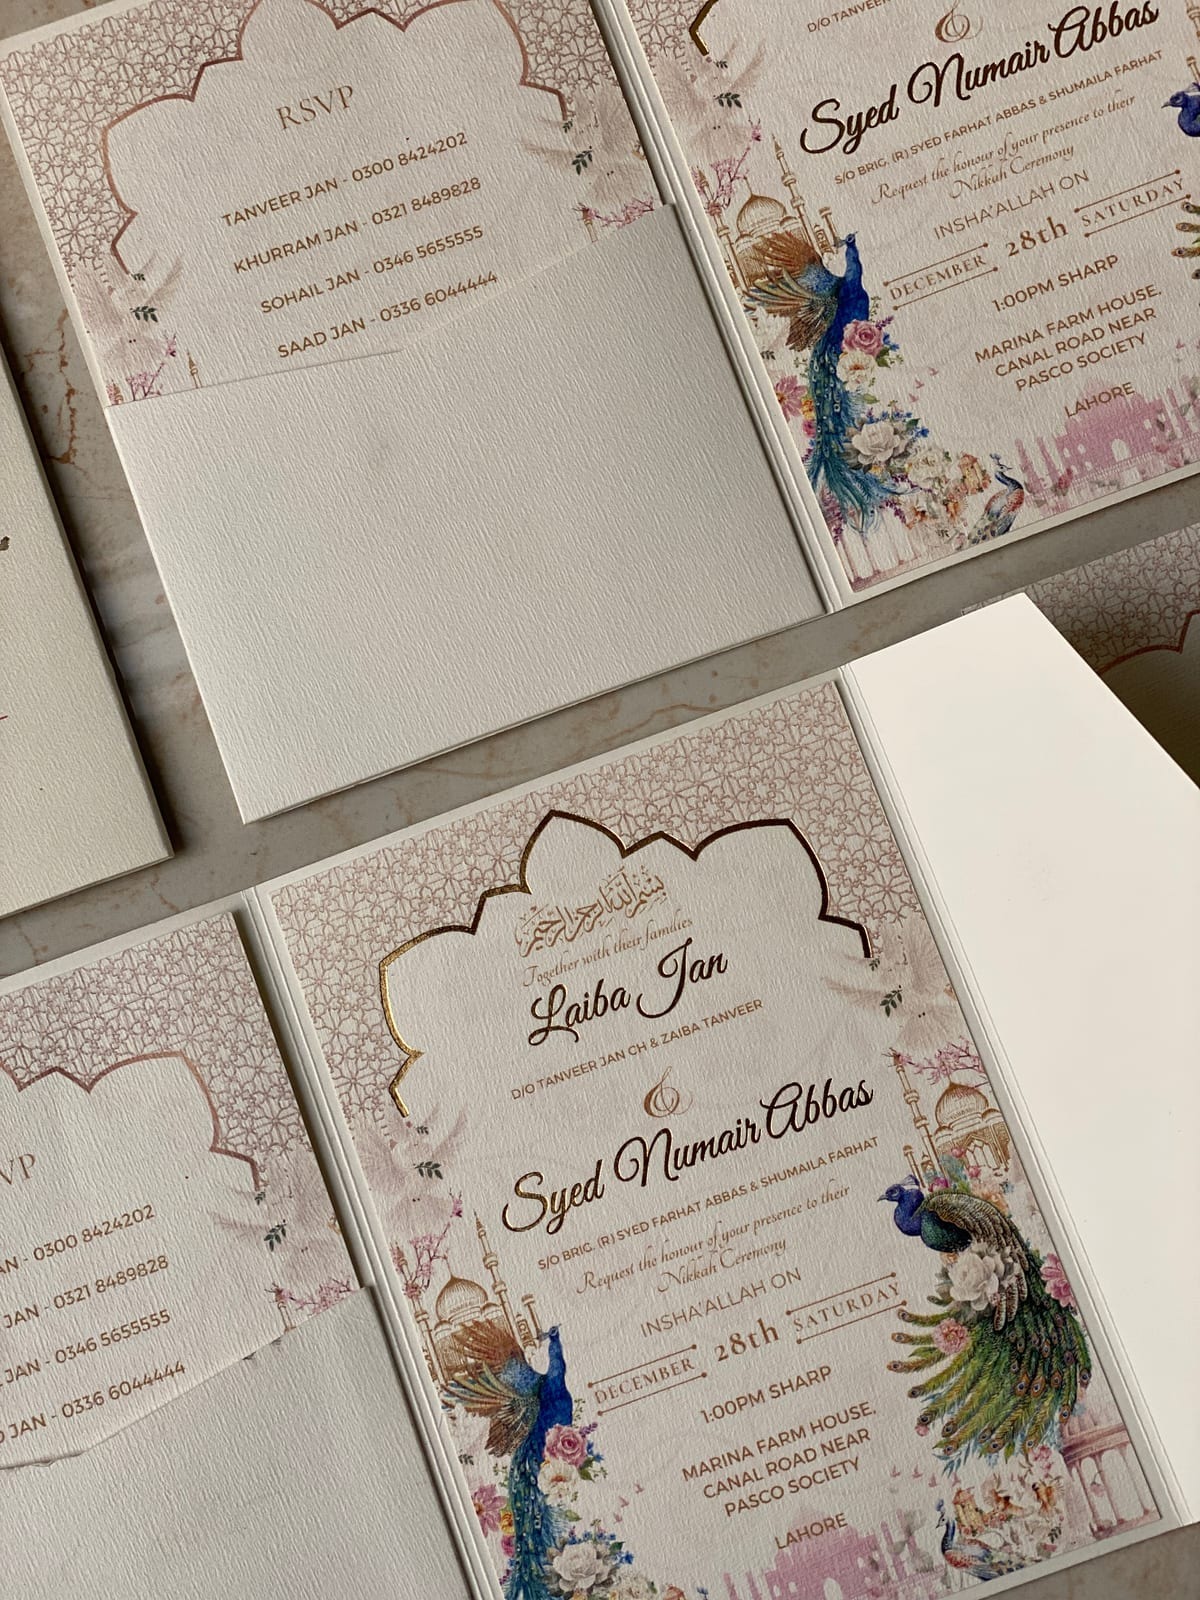 RSVP
TANVEER JAN - 0300 8424202
KHURRAM JAN - 0321 8489828
SOHAIL JAN - 0346 5655555
SAAD JAN - 0336 6044444
D/O TANVEER
&
Syed Numair Abbas
S/O BRIG. (R) SYED FARHAT ABBAS & SHUMAILA FARHAT
Request the honour of your presence to their
Nikkah Ceremony
INSHA'ALLAH ON
DECEMBER 28th SATURDAY
1:00PM SHARP
MARINA FARM HOUSE,
CANAL ROAD NEAR
PASCO SOCIETY
LAHORE
VP
AN - 0300 8424202
JAN - 0321 8489828
JAN - 0346 5655555
JAN - 0336 6044444
بسم الله الرحمن الرحيم
Together with their families
Laiba Jan
D/O TANVEER JAN CH & ZAIBA TANVEER
&
Syed Numair Abbas
S/O BRIG. (R) SYED FARHAT ABBAS & SHUMAILA FARHAT
Request the honour of your presence to their
Nikkah Ceremony
INSHA'ALLAH ON
DECEMBER 28th SATURDAY
1:00PM SHARP
MARINA FARM HOUSE,
CANAL ROAD NEAR
PASCO SOCIETY
LAHORE